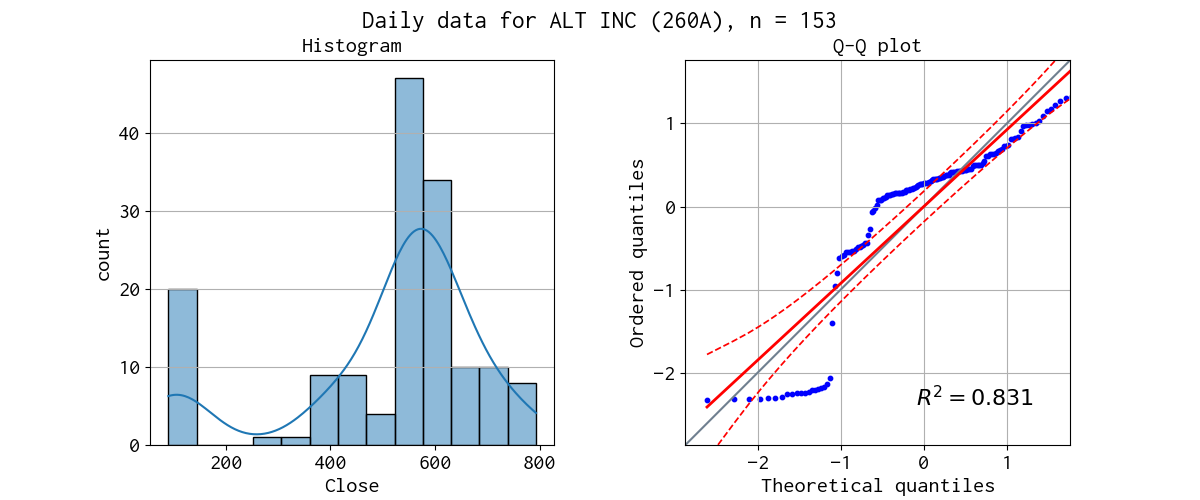 Daily data for ALT INC (260A), n = 153
Histogram
count
40
30
20
10
0
200
400
600
800
Close
Q-Q plot
Ordered quantiles
1
0
−1
−2
−2
−1
0
1
Theoretical quantiles
R² = 0.831